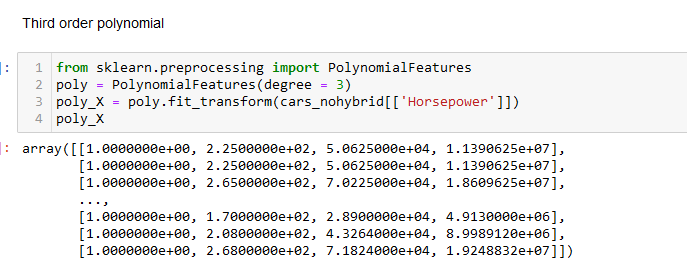 Third order polynomial
]: 1 from sklearn.preprocessing import PolynomialFeatures
2 poly = PolynomialFeatures(degree = 3)
3 poly_X = poly.fit_transform(cars_nohybrid[['Horsepower']])
4 poly_X
]: array([[1.0000000e+00, 2.2500000e+02, 5.0625000e+04, 1.1390625e+07],
[1.0000000e+00, 2.2500000e+02, 5.0625000e+04, 1.1390625e+07],
[1.0000000e+00, 2.6500000e+02, 7.0225000e+04, 1.8609625e+07],
...,
[1.0000000e+00, 1.7000000e+02, 2.8900000e+04, 4.9130000e+06],
[1.0000000e+00, 2.0800000e+02, 4.3264000e+04, 8.9989120e+06],
[1.0000000e+00, 2.6800000e+02, 7.1824000e+04, 1.9248832e+07]])